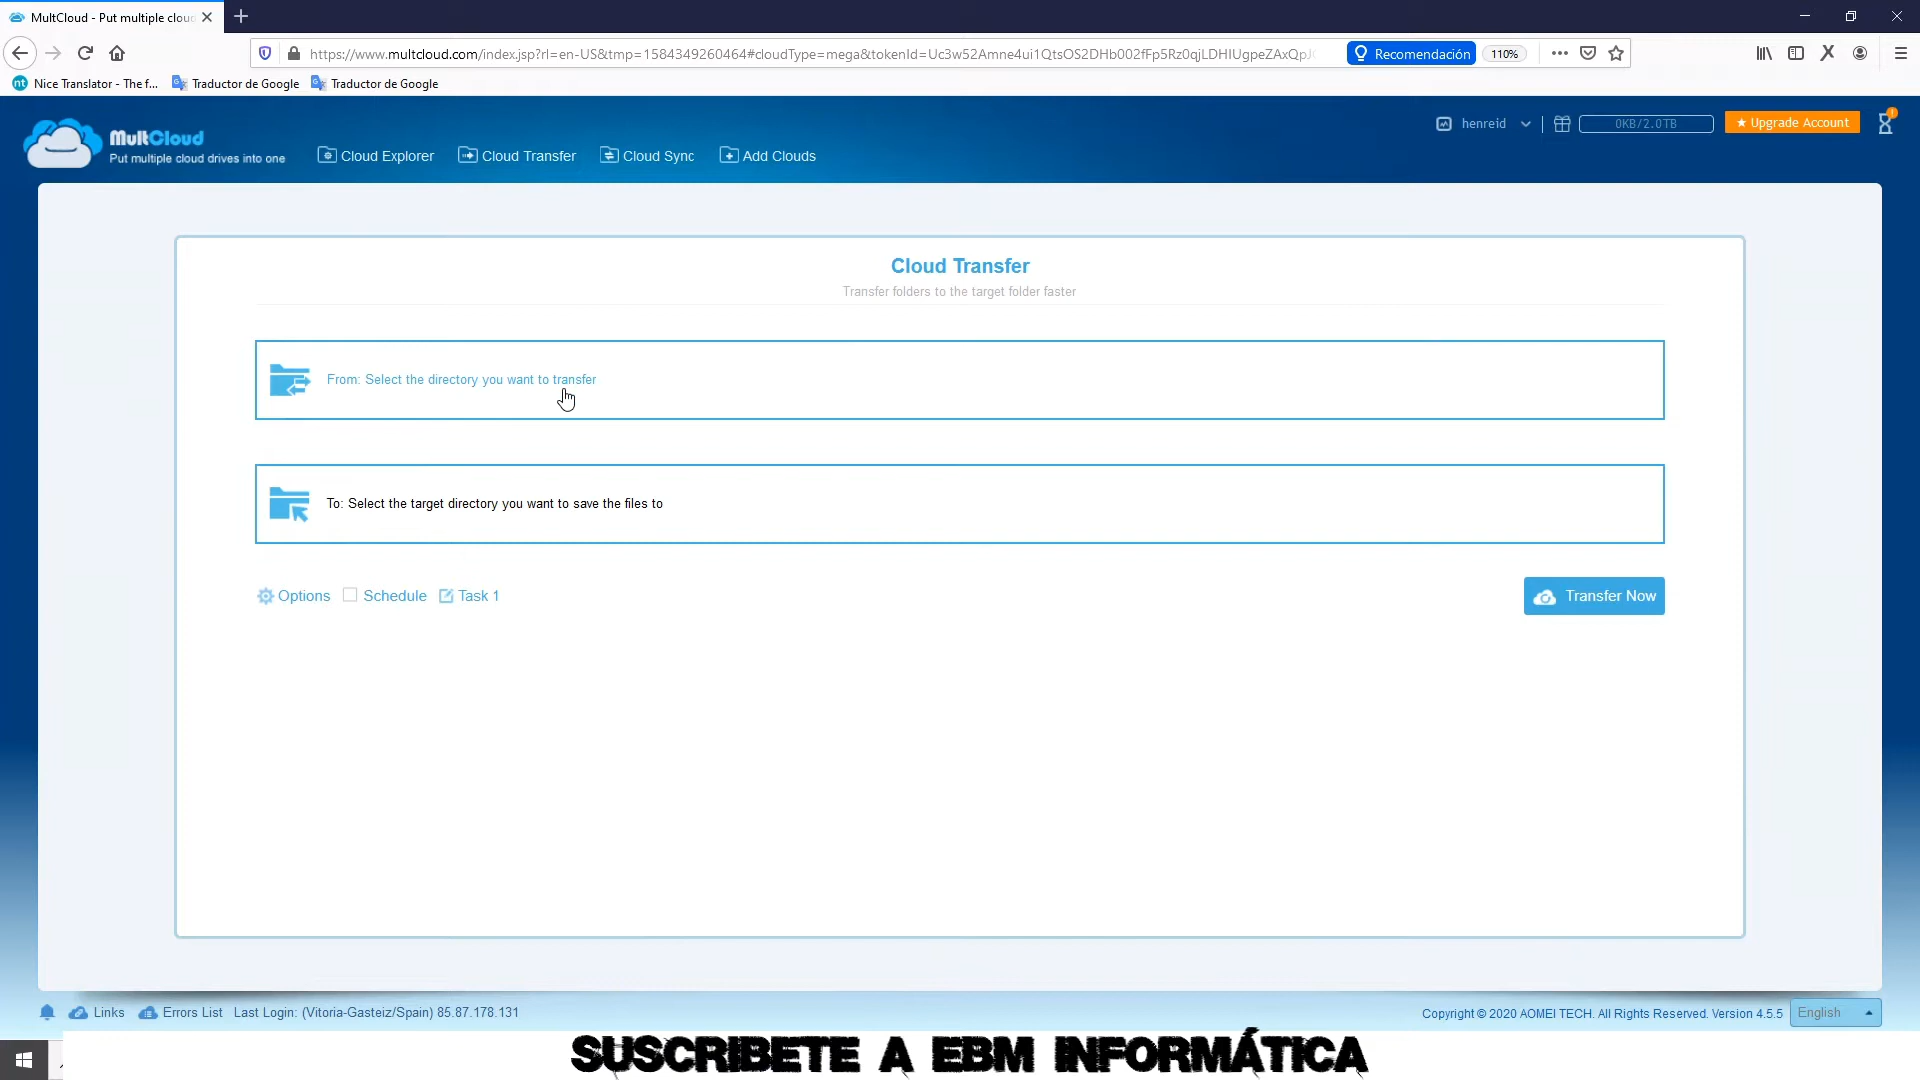 MultCloud - Put multiple clou
https://www.multcloud.com/index.jsp?rl=en-US&tmp=1584349260464#cloudType=mega&tokenId=Uc3w52Amne4ui1QtsOS2DHb002fFp5Rz0qjLDHIUgpeZAxQpJ
Recomendación
110%
Nice Translator - The f...
Traductor de Google
Traductor de Google
MultCloud
Put multiple cloud drives into one
Cloud Explorer
Cloud Transfer
Cloud Sync
Add Clouds
henreid
0KB/2.0TB
★ Upgrade Account
Cloud Transfer
Transfer folders to the target folder faster
From: Select the directory you want to transfer
To: Select the target directory you want to save the files to
Options
Schedule
Task 1
Transfer Now
Links
Errors List
Last Login: (Vitoria-Gasteiz/Spain) 85.87.178.131
Copyright © 2020 AOMEI TECH. All Rights Reserved. Version 4.5.5
English
SUSCRIBETE A EBM INFORMÁTICA